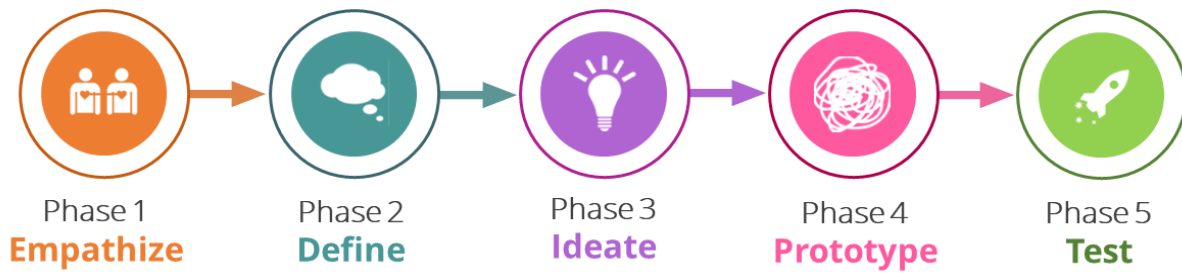 Phase 1
Empathize
Phase 2
Define
Phase 3
Ideate
Phase 4
Prototype
Phase 5
Test